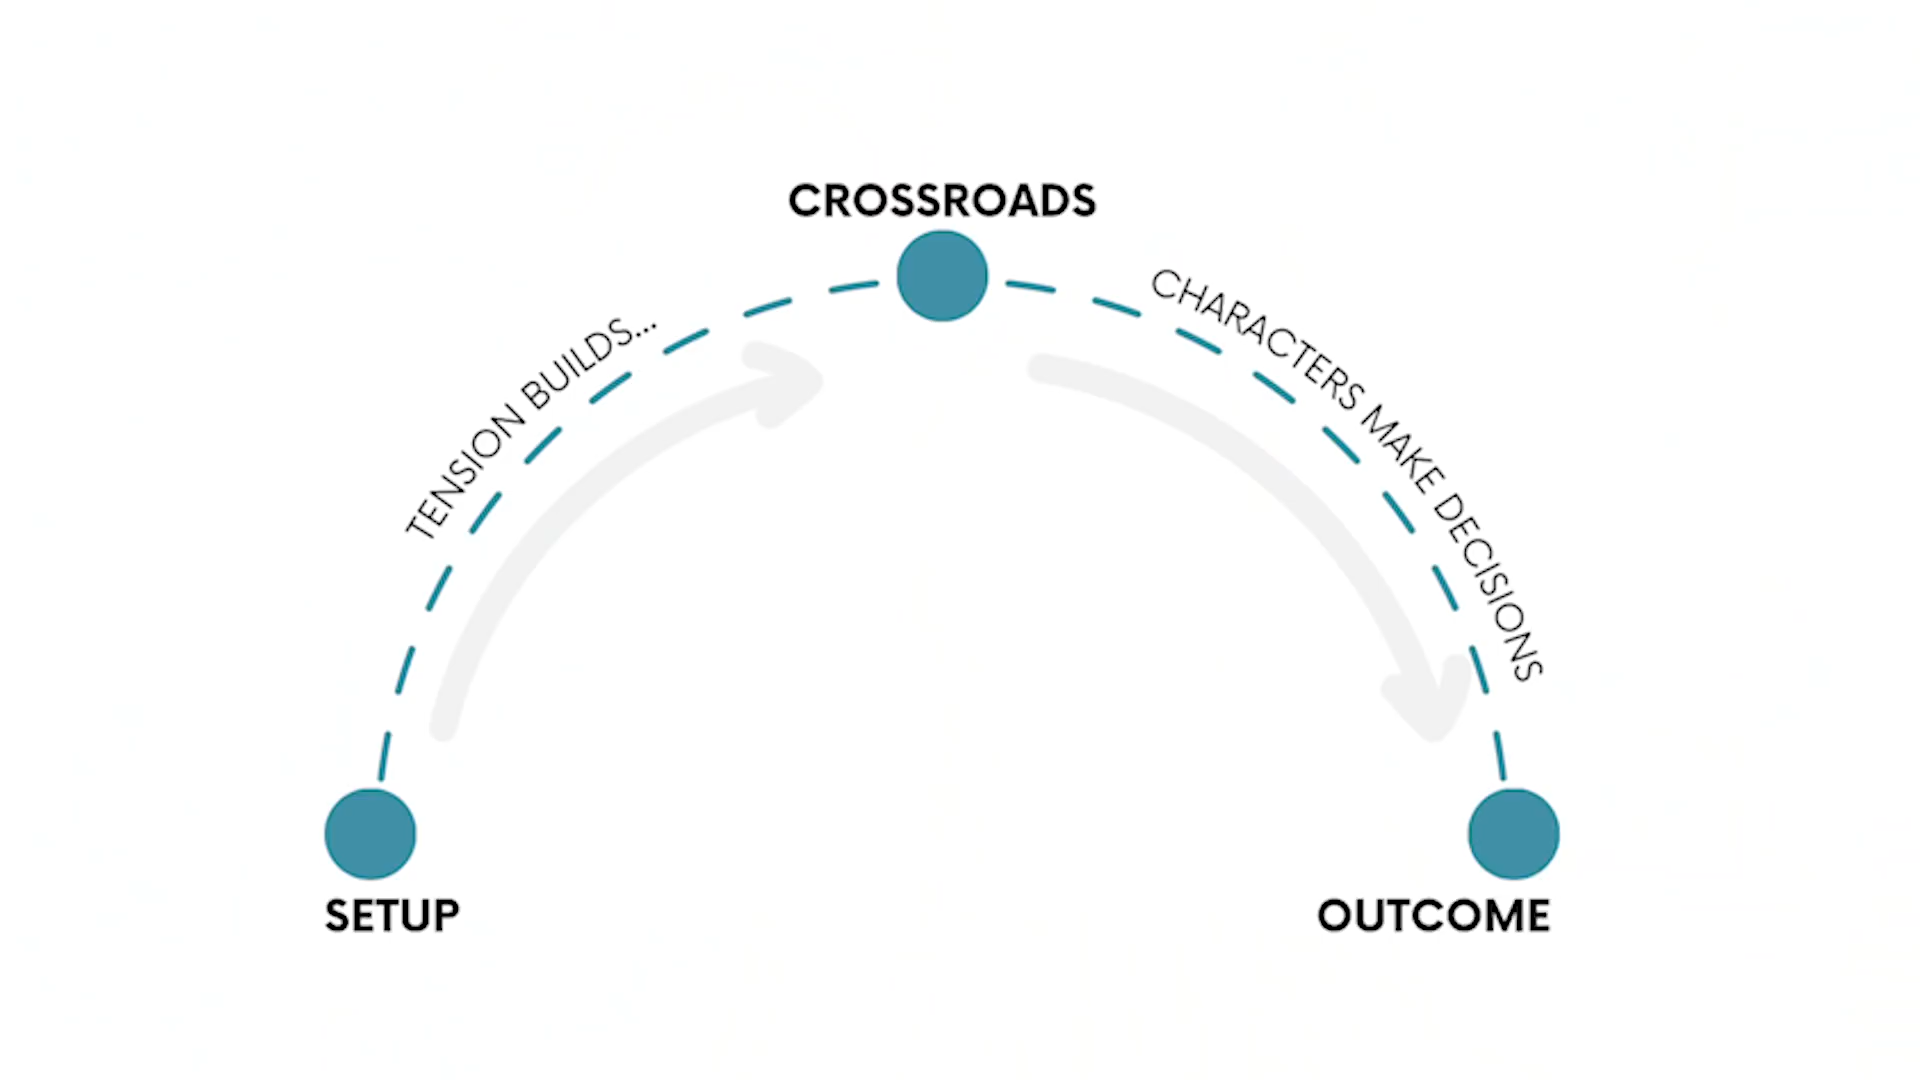 CROSSROADS
TENSION BUILDS...
CHARACTERS MAKE DECISIONS
SETUP
OUTCOME